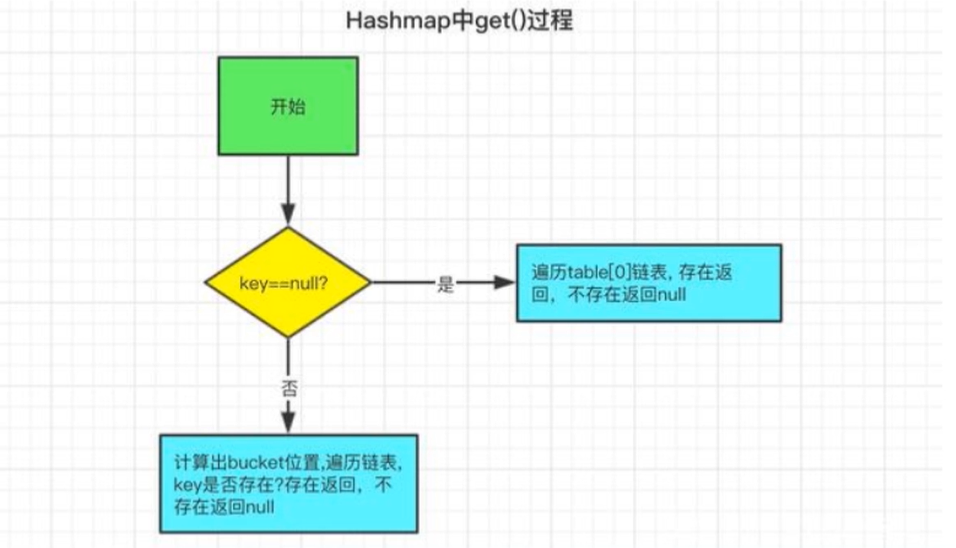 Hashmap中get()过程
开始
key==null?
是
遍历table[0]链表, 存在返
回，不存在返回null
否
计算出bucket位置,遍历链表,
key是否存在?存在返回，不
存在返回null